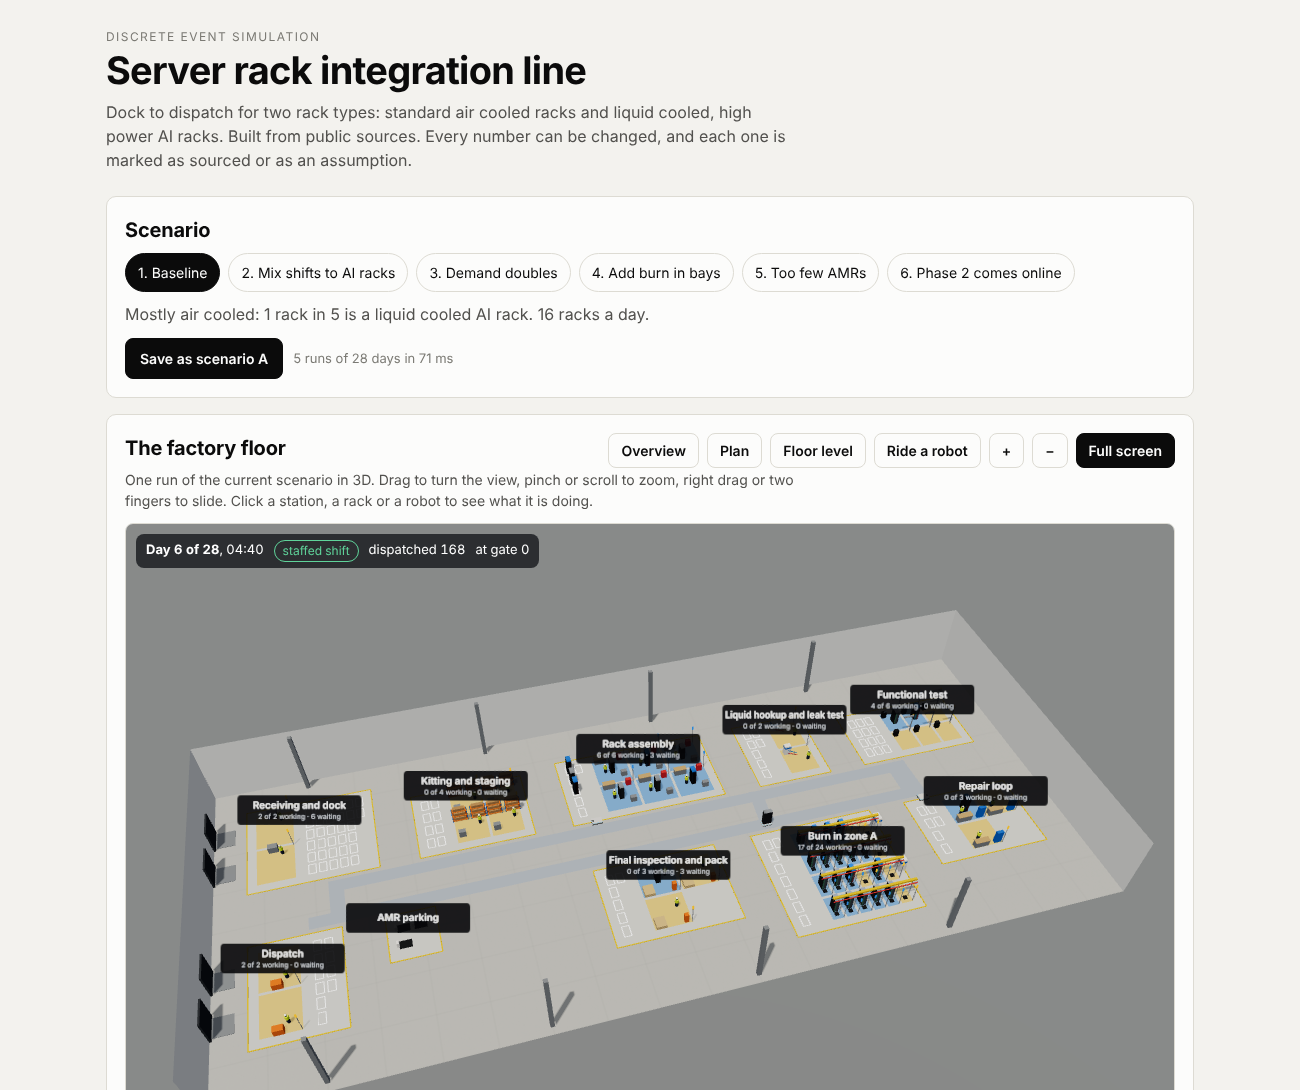 DISCRETE EVENT SIMULATION
Server rack integration line
Dock to dispatch for two rack types: standard air cooled racks and liquid cooled, high
power AI racks. Built from public sources. Every number can be changed, and each one is
marked as sourced or as an assumption.
Scenario
1. Baseline
2. Mix shifts to AI racks
3. Demand doubles
4. Add burn in bays
5. Too few AMRs
6. Phase 2 comes online
Mostly air cooled: 1 rack in 5 is a liquid cooled AI rack. 16 racks a day.
Save as scenario A
5 runs of 28 days in 71 ms
The factory floor
Overview
Plan
Floor level
Ride a robot
+
−
Full screen
One run of the current scenario in 3D. Drag to turn the view, pinch or scroll to zoom, right drag or two
fingers to slide. Click a station, a rack or a robot to see what it is doing.
Day 6 of 28, 04:40 staffed shift dispatched 168 at gate 0
Functional test
4 of 6 working · 0 waiting
Liquid hookup and leak test
0 of 2 working · 0 waiting
Rack assembly
6 of 6 working · 3 waiting
Kitting and staging
0 of 4 working · 0 waiting
Repair loop
0 of 3 working · 0 waiting
Receiving and dock
2 of 2 working · 6 waiting
Burn in zone A
17 of 24 working · 0 waiting
Final inspection and pack
0 of 3 working · 3 waiting
AMR parking
Dispatch
2 of 2 working · 0 waiting